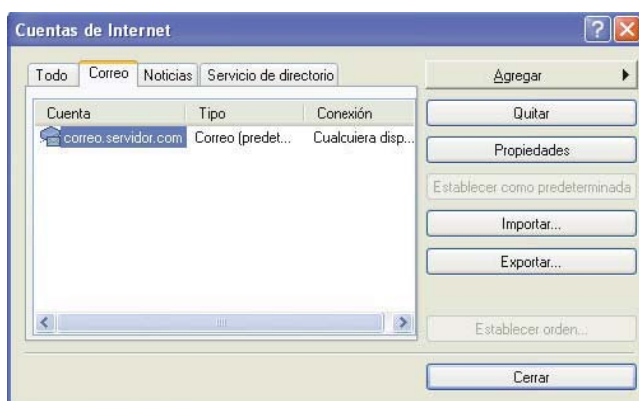 Cuentas de Internet
Todo Correo Noticias Servicio de directorio
Cuenta Tipo Conexión
correo.servidor.com Correo (predet... Cualcuiera disp...
Agregar
Quitar
Propiedades
Establecer como predeterminada
Importar...
Exportar...
Establecer orden...
Cerrar